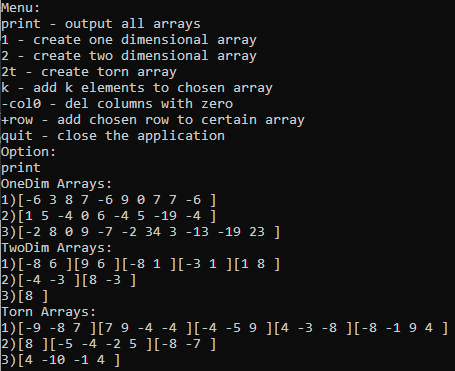 Menu:
print - output all arrays
1 - create one dimensional array
2 - create two dimensional array
2t - create torn array
k - add k elements to chosen array
-col0 - del columns with zero
+row - add chosen row to certain array
quit - close the application
Option:
print
OneDim Arrays:
1)[-6 3 8 7 -6 9 0 7 7 -6 ]
2)[1 5 -4 0 6 -4 5 -19 -4 ]
3)[-2 8 0 9 -7 -2 34 3 -13 -19 23 ]
TwoDim Arrays:
1)[-8 6 ][9 6 ][-8 1 ][-3 1 ][1 8 ]
2)[-4 -3 ][8 -3 ]
3)[8 ]
Torn Arrays:
1)[-9 -8 7 ][7 9 -4 -4 ][-4 -5 9 ][4 -3 -8 ][-8 -1 9 4 ]
2)[8 ][-5 -4 -2 5 ][-8 -7 ]
3)[4 -10 -1 4 ]